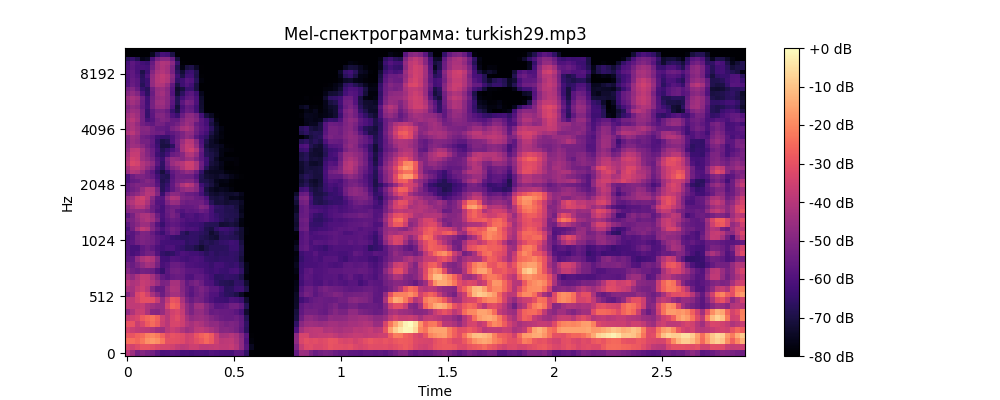 Mel-спектрограмма: turkish29.mp3
Hz
8192
4096
2048
1024
512
0
0 0.5 1 1.5 2 2.5
Time
+0 dB
-10 dB
-20 dB
-30 dB
-40 dB
-50 dB
-60 dB
-70 dB
-80 dB